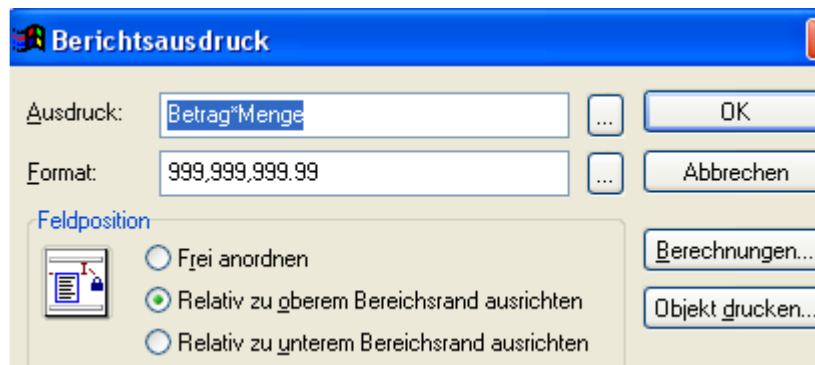 Berichtsausdruck
Ausdruck: Betrag*Menge ... OK
Format: 999,999,999.99 ... Abbrechen
Feldposition
Frei anordnen Berechnungen...
Relativ zu oberem Bereichsrand ausrichten Objekt drucken...
Relativ zu unterem Bereichsrand ausrichten